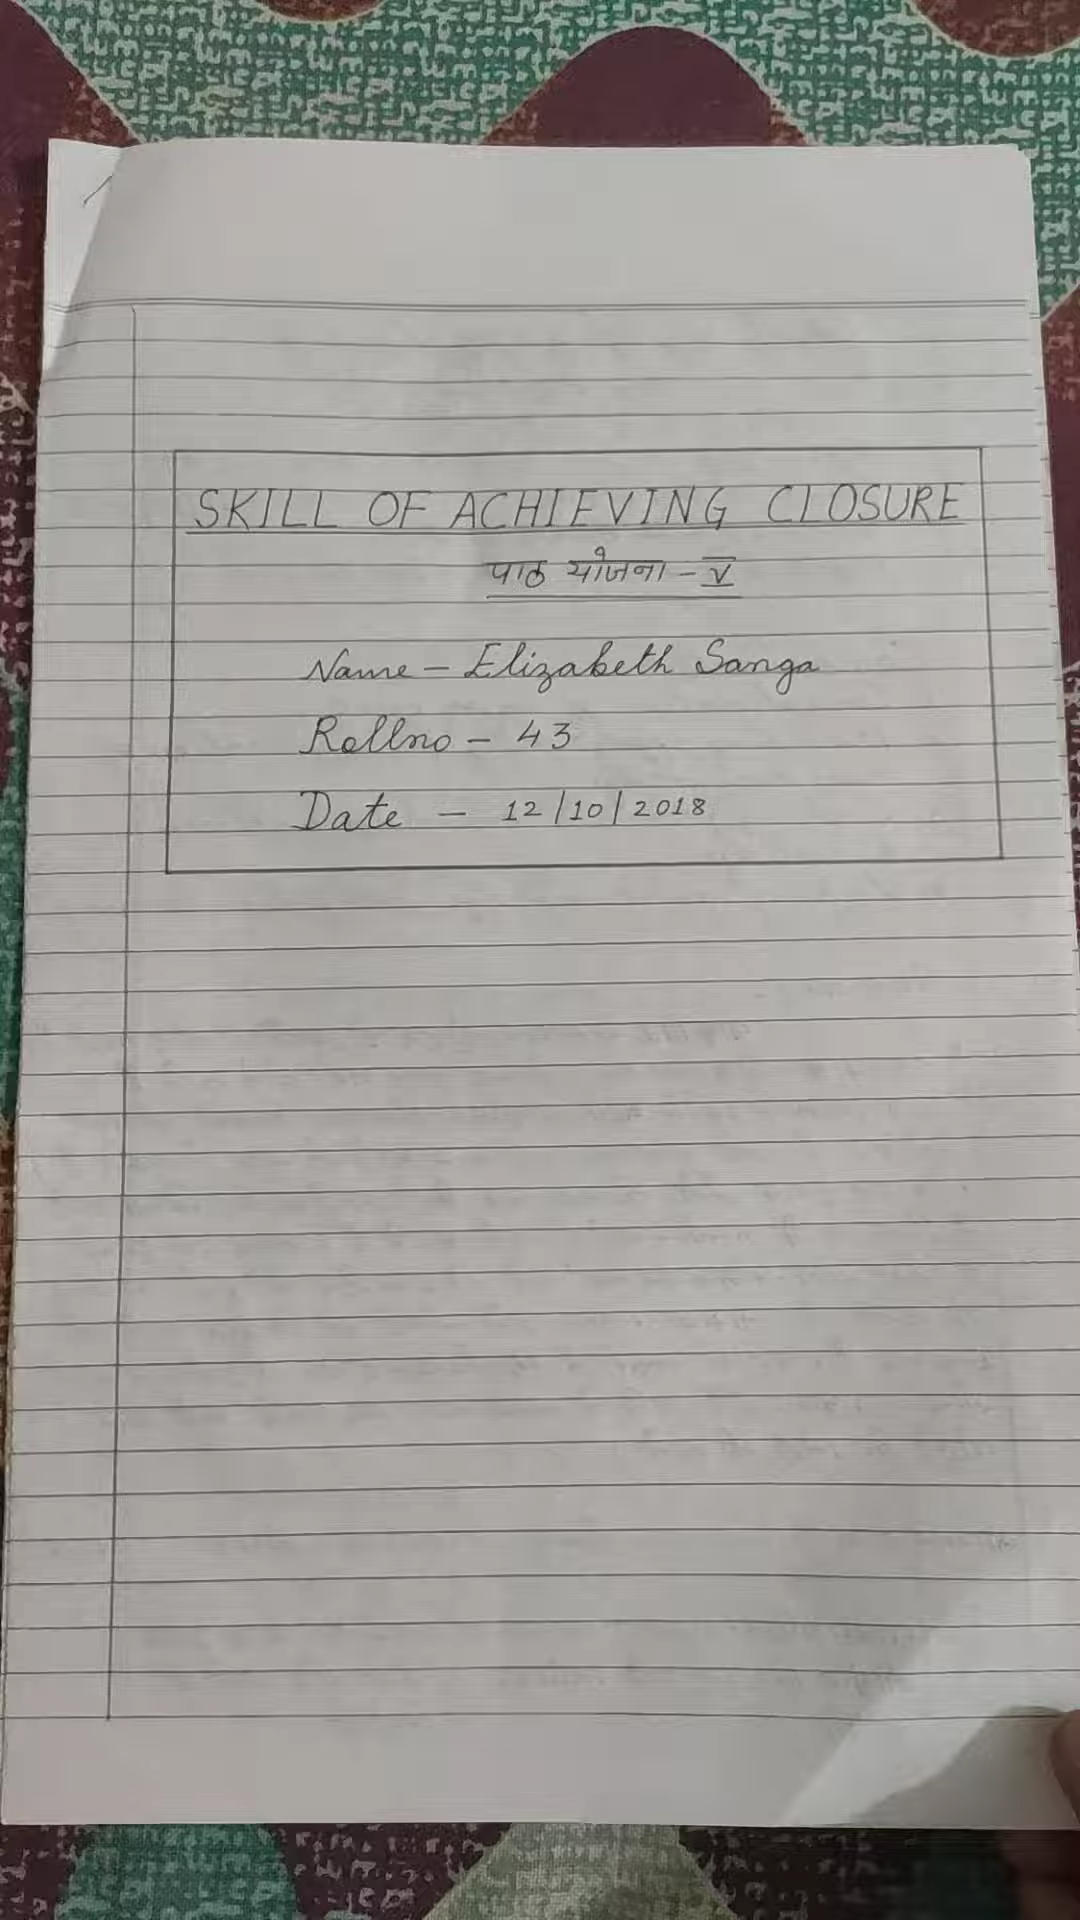 SKILL OF ACHIEVING CLOSURE
पाठ योजना - V
Name - Elizabeth Sanga
Rollno - 43
Date - 12/10/2018